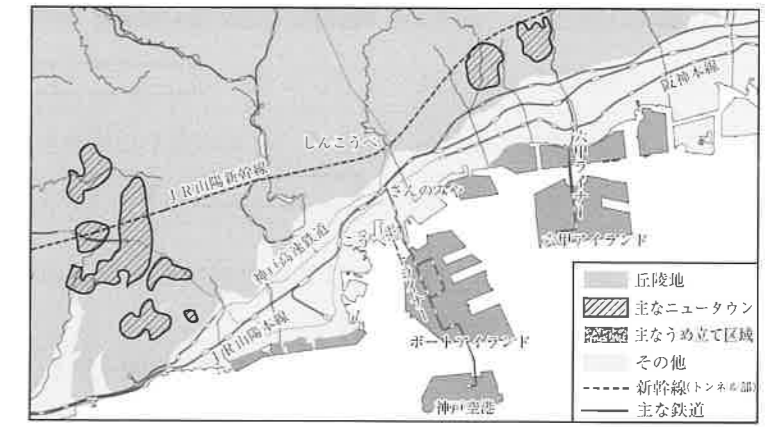 阪神本線
しんこうべ
六甲ライナー
JR山陽新幹線
さんのみや
こうべ
ポートライナー
神戸高速鉄道
六甲アイランド
JR山陽本線
ポートアイランド
神戸空港
丘陵地
主なニュータウン
主なうめ立て区域
その他
新幹線(トンネル部)
主な鉄道